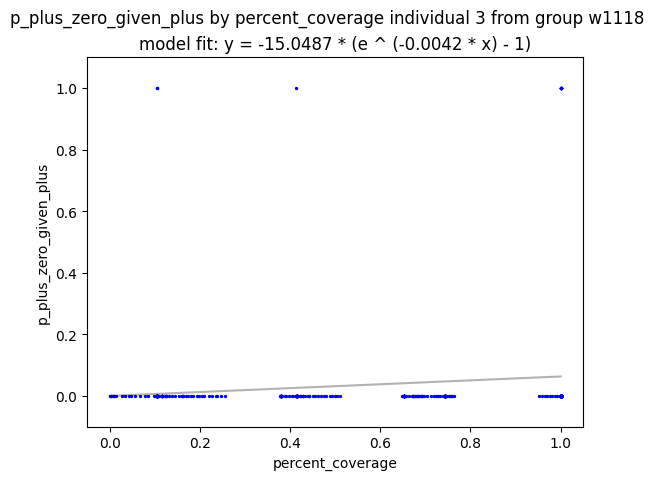 p_plus_zero_given_plus by percent_coverage individual 3 from group w1118
model fit: y = -15.0487 * (e ^ (-0.0042 * x) - 1)
1.0
0.8
0.6
0.4
0.2
0.0
p_plus_zero_given_plus
0.0 0.2 0.4 0.6 0.8 1.0
percent_coverage